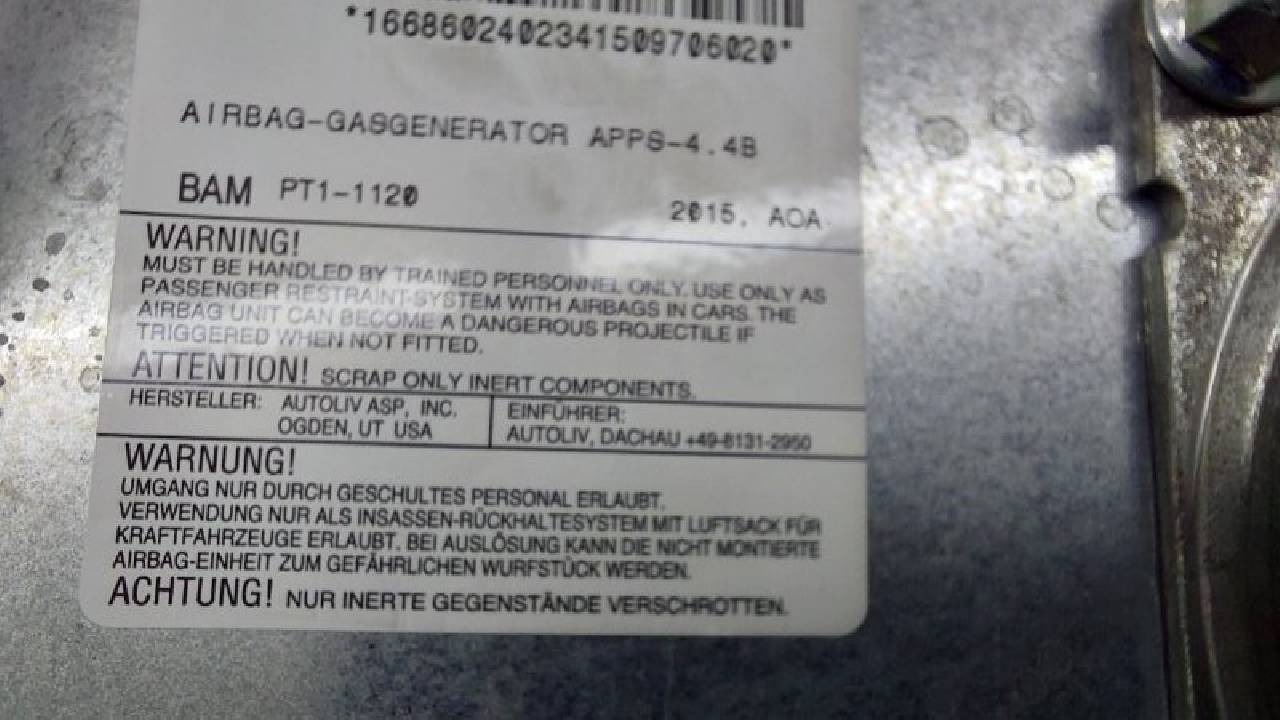 *1668602402341509706020*
AIRBAG-GASGENERATOR APPS-4.4B
BAM PT1-1120
2015. AOA
WARNING!
MUST BE HANDLED BY TRAINED PERSONNEL ONLY. USE ONLY AS
PASSENGER RESTRAINT-SYSTEM WITH AIRBAGS IN CARS. THE
AIRBAG UNIT CAN BECOME A DANGEROUS PROJECTILE IF
TRIGGERED WHEN NOT FITTED.
ATTENTION! SCRAP ONLY INERT COMPONENTS.
HERSTELLER: AUTOLIV ASP, INC.
OGDEN, UT USA
EINFÜHRER:
AUTOLIV, DACHAU +49-8131-2950
WARNUNG!
UMGANG NUR DURCH GESCHULTES PERSONAL ERLAUBT.
VERWENDUNG NUR ALS INSASSEN-RÜCKHALTESYSTEM MIT LUFTSACK FÜR
KRAFTFAHRZEUGE ERLAUBT. BEI AUSLÖSUNG KANN DIE NICHT MONTIERTE
AIRBAG-EINHEIT ZUM GEFÄHRLICHEN WURFSTÜCK WERDEN.
ACHTUNG! NUR INERTE GEGENSTÄNDE VERSCHROTTEN.